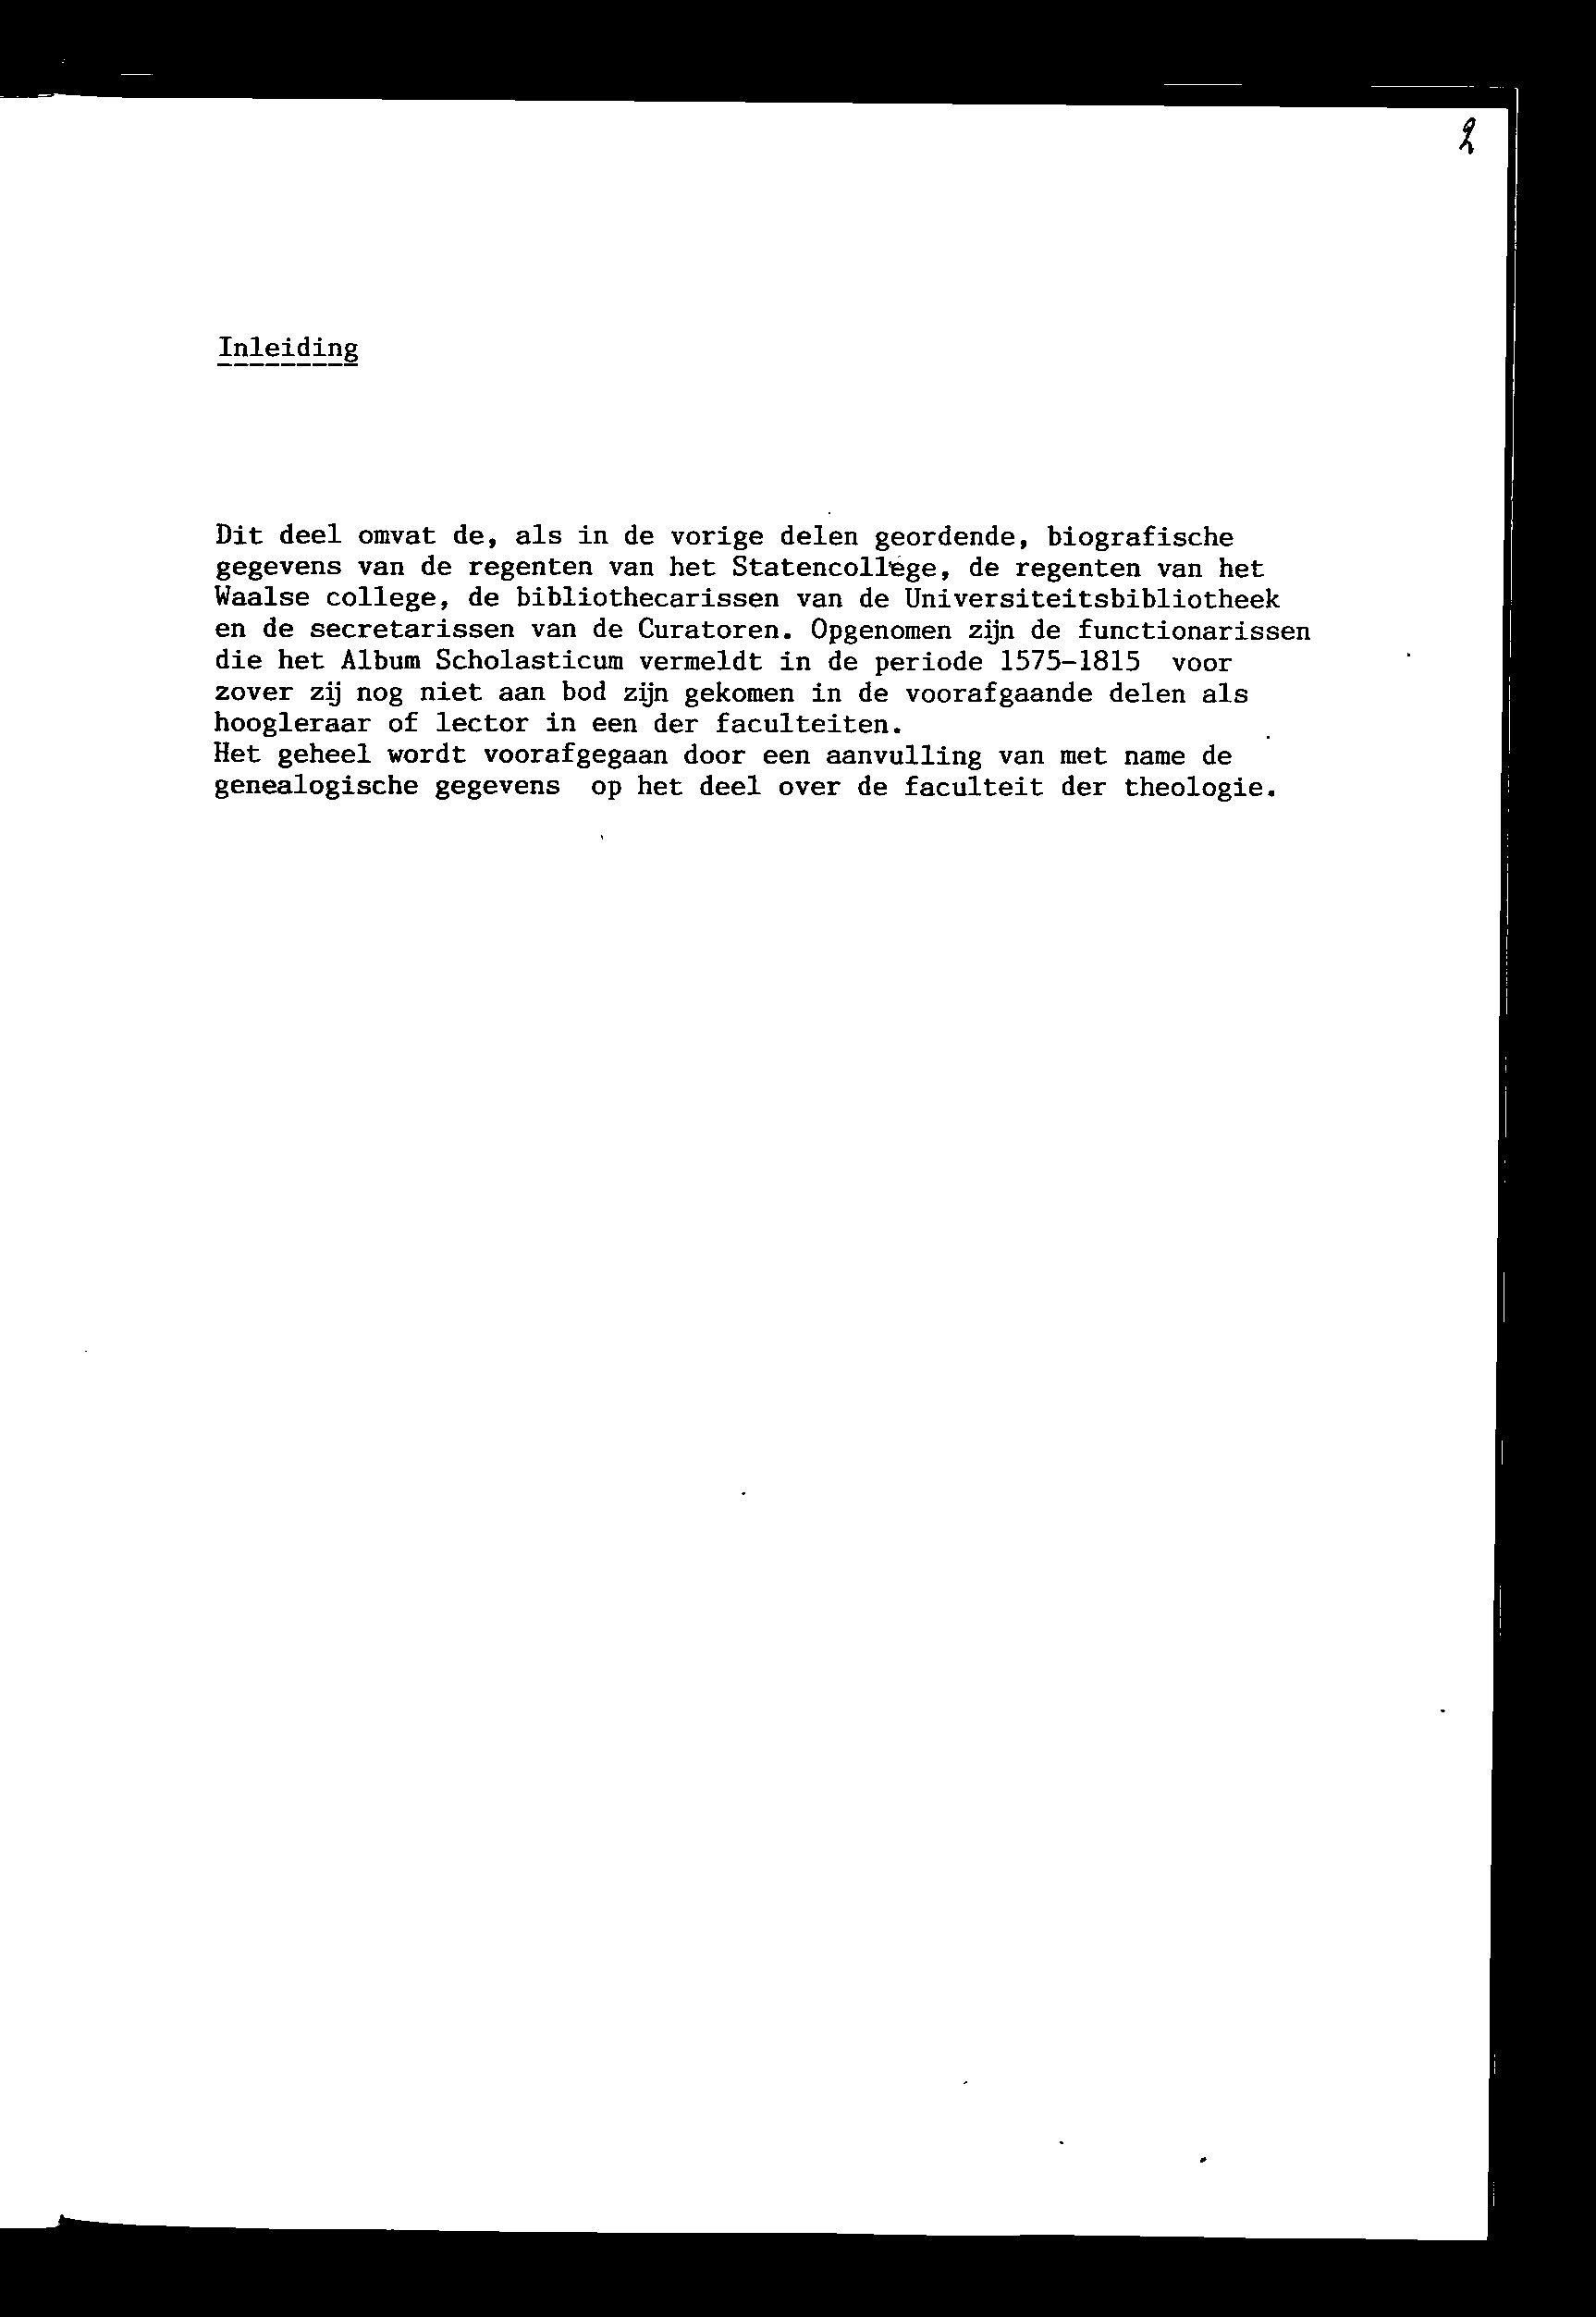 2
Inleiding
Dit deel omvat de, als in de vorige delen geordende, biografische
gegevens van de regenten van het Statencollége, de regenten van het
Waalse college, de bibliothecarissen van de Universiteitsbibliotheek
en de secretarissen van de Curatoren. Opgenomen zijn de functionarissen
die het Album Scholasticum vermeldt in de periode 1575-1815 voor
zover zij nog niet aan bod zijn gekomen in de voorafgaande delen als
hoogleraar of lector in een der faculteiten.
Het geheel wordt voorafgegaan door een aanvulling van met name de
genealogische gegevens op het deel over de faculteit der theologie.